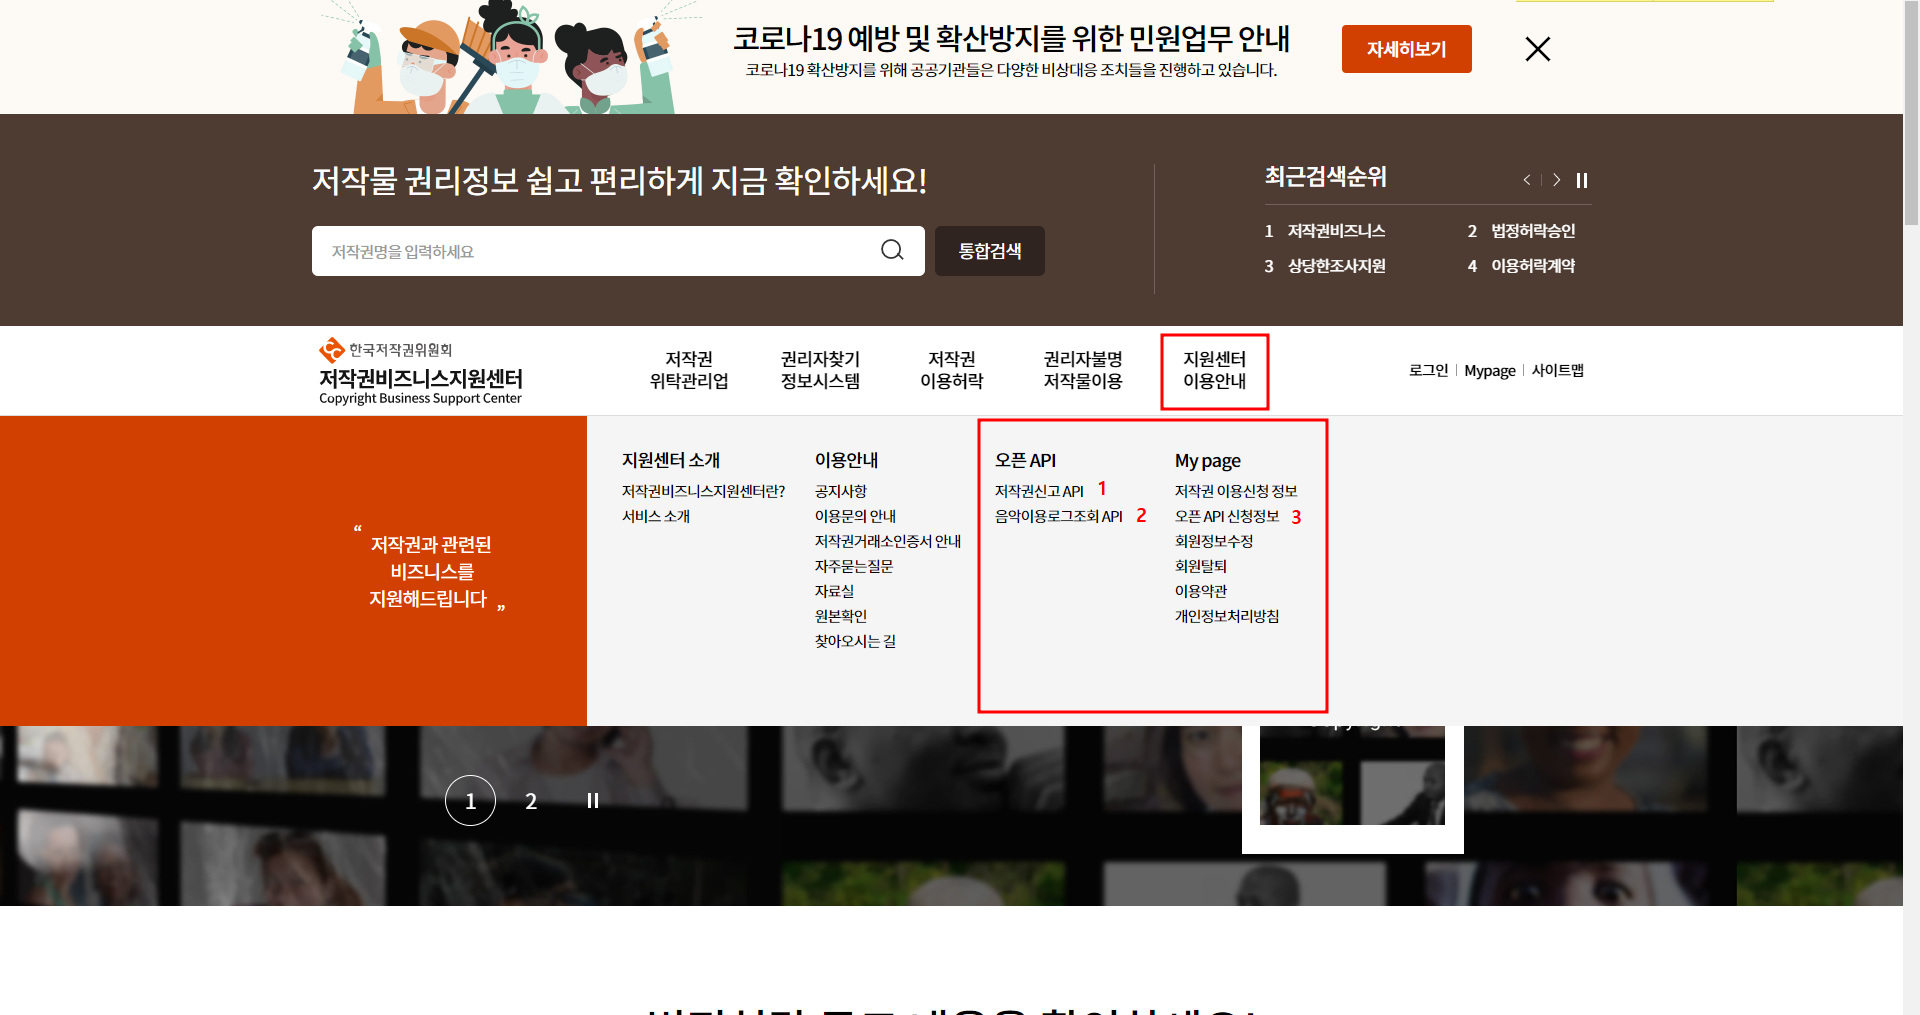 코로나19 예방 및 확산방지를 위한 민원업무 안내
코로나19 확산방지를 위해 공공기관들은 다양한 비상대응 조치들을 진행하고 있습니다.
자세히보기
저작물 권리정보 쉽고 편리하게 지금 확인하세요!
저작권명을 입력하세요
통합검색
최근검색순위
1 저작권비즈니스
2 법정허락승인
3 상당한조사지원
4 이용허락계약
한국저작권위원회
저작권비즈니스지원센터
Copyright Business Support Center
저작권
위탁관리업
권리자찾기
정보시스템
저작권
이용허락
권리자불명
저작물이용
지원센터
이용안내
로그인
Mypage
사이트맵
“ 저작권과 관련된
비즈니스를
지원해드립니다 ”
지원센터 소개
저작권비즈니스지원센터란?
서비스 소개
이용안내
공지사항
이용문의 안내
저작권거래소인증서 안내
자주묻는질문
자료실
원본확인
찾아오시는 길
오픈 API
저작권신고 API 1
음악이용로그조회 API 2
My page
저작권 이용신청 정보
오픈 API 신청정보 3
회원정보수정
회원탈퇴
이용약관
개인정보처리방침
1 2